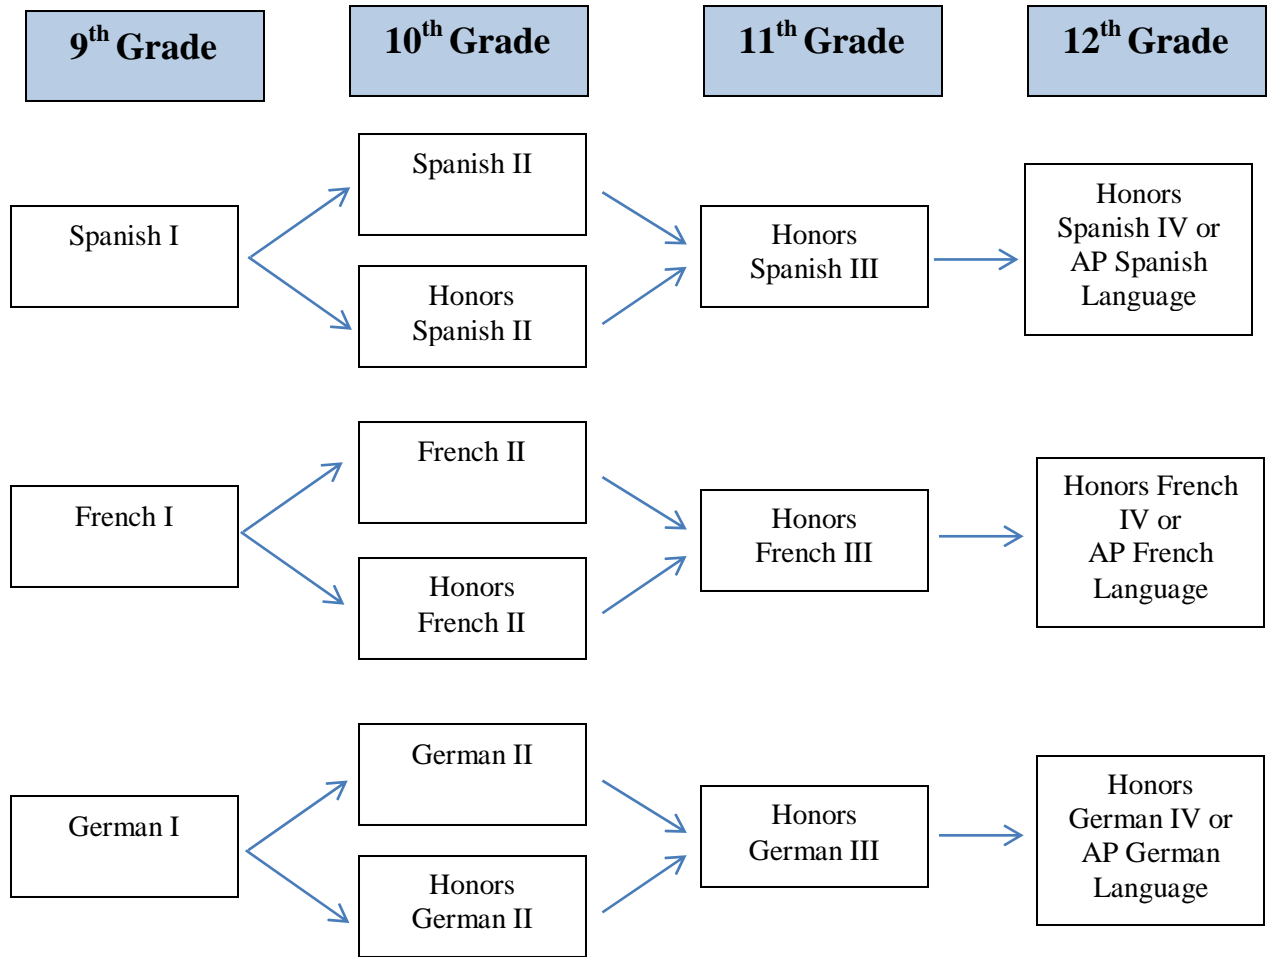 9th Grade
10th Grade
11th Grade
12th Grade
Spanish I
Spanish II
Honors
Spanish II
Honors
Spanish III
Honors
Spanish IV or
AP Spanish
Language
French I
French II
Honors
French II
Honors
French III
Honors French
IV or
AP French
Language
German I
German II
Honors
German II
Honors
German III
Honors
German IV or
AP German
Language